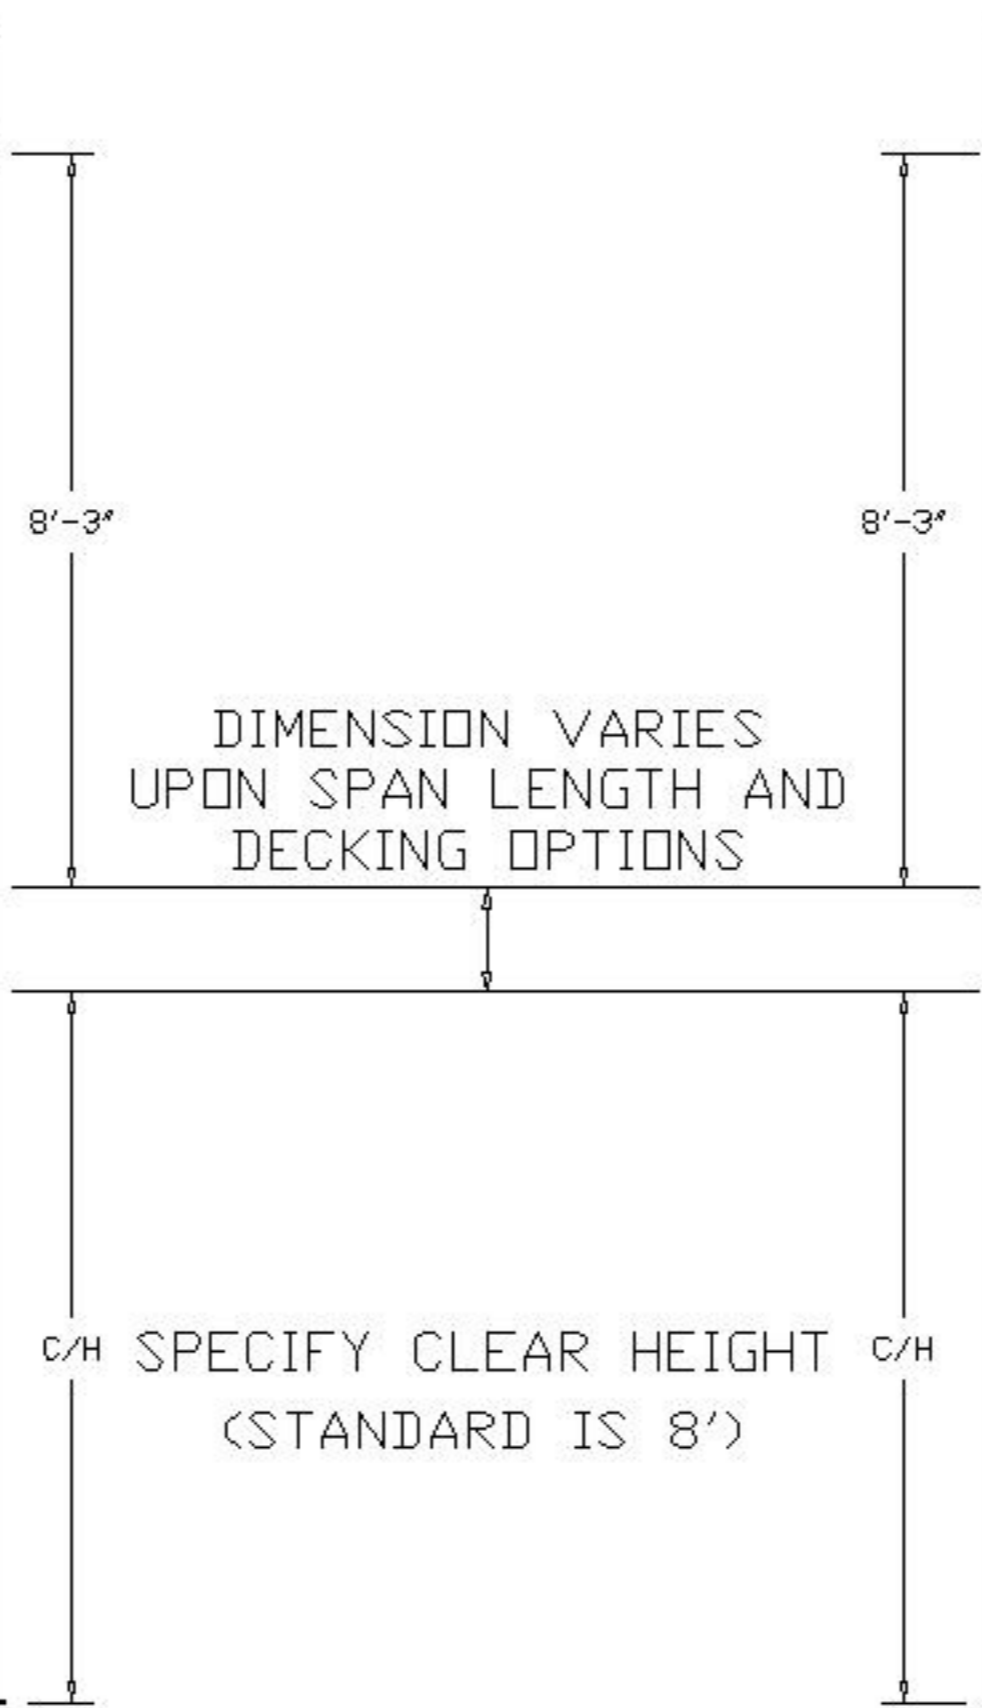 8'-3" 8'-3"
DIMENSION VARIES
UPON SPAN LENGTH AND
DECKING OPTIONS
C/H SPECIFY CLEAR HEIGHT C/H
(STANDARD IS 8')